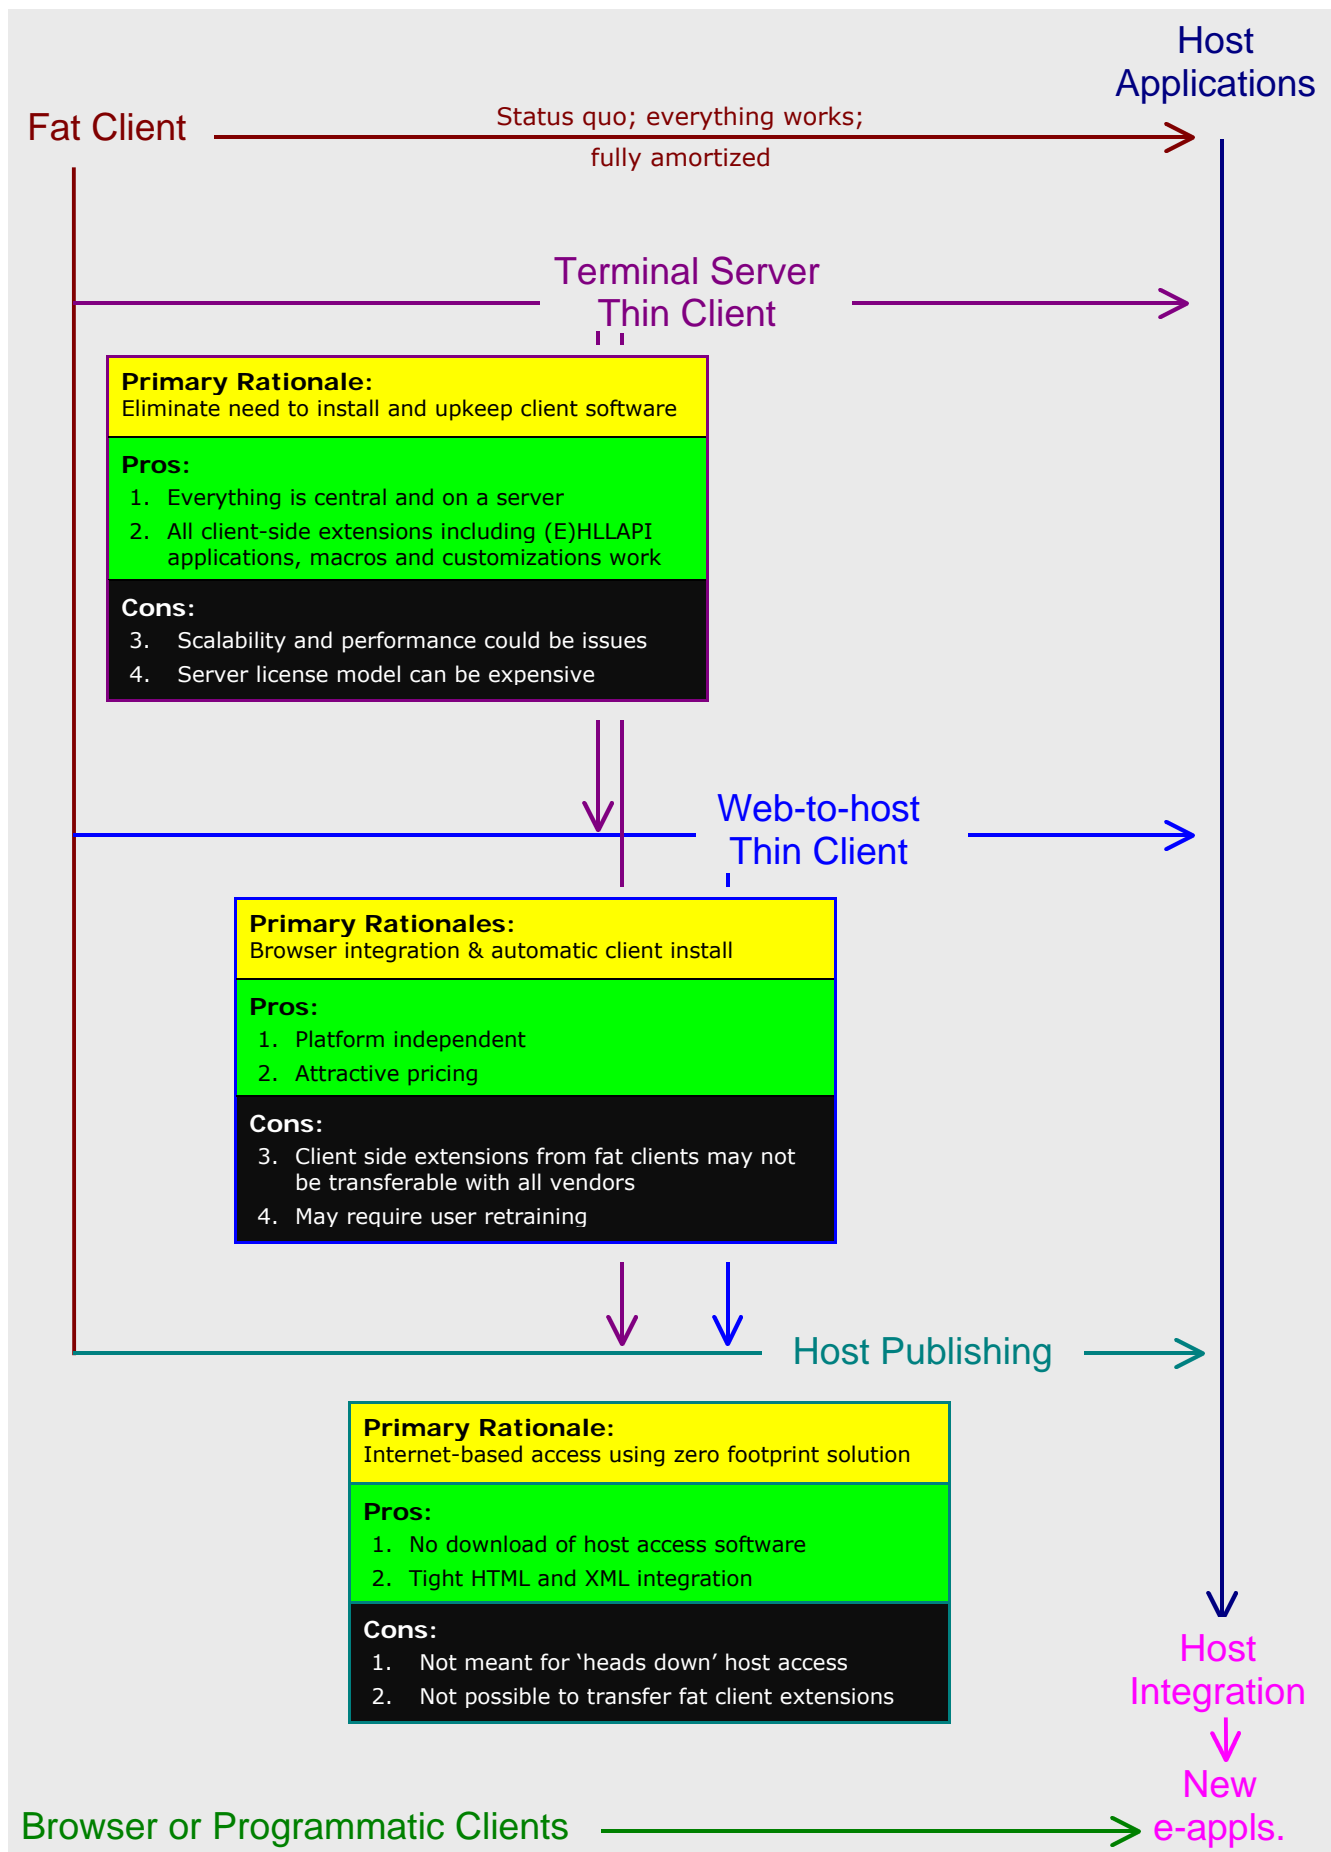 Host
Applications
Fat Client
Status quo; everything works;
fully amortized
Terminal Server
Thin Client
Primary Rationale:
Eliminate need to install and upkeep client software
Pros:
1. Everything is central and on a server
2. All client-side extensions including (E)HLLAPI
applications, macros and customizations work
Cons:
3. Scalability and performance could be issues
4. Server license model can be expensive
Web-to-host
Thin Client
Primary Rationales:
Browser integration & automatic client install
Pros:
1. Platform independent
2. Attractive pricing
Cons:
3. Client side extensions from fat clients may not
be transferable with all vendors
4. May require user retraining
Host Publishing
Primary Rationale:
Internet-based access using zero footprint solution
Pros:
1. No download of host access software
2. Tight HTML and XML integration
Cons:
1. Not meant for ‘heads down’ host access
2. Not possible to transfer fat client extensions
Host
Integration
New
e-appls.
Browser or Programmatic Clients